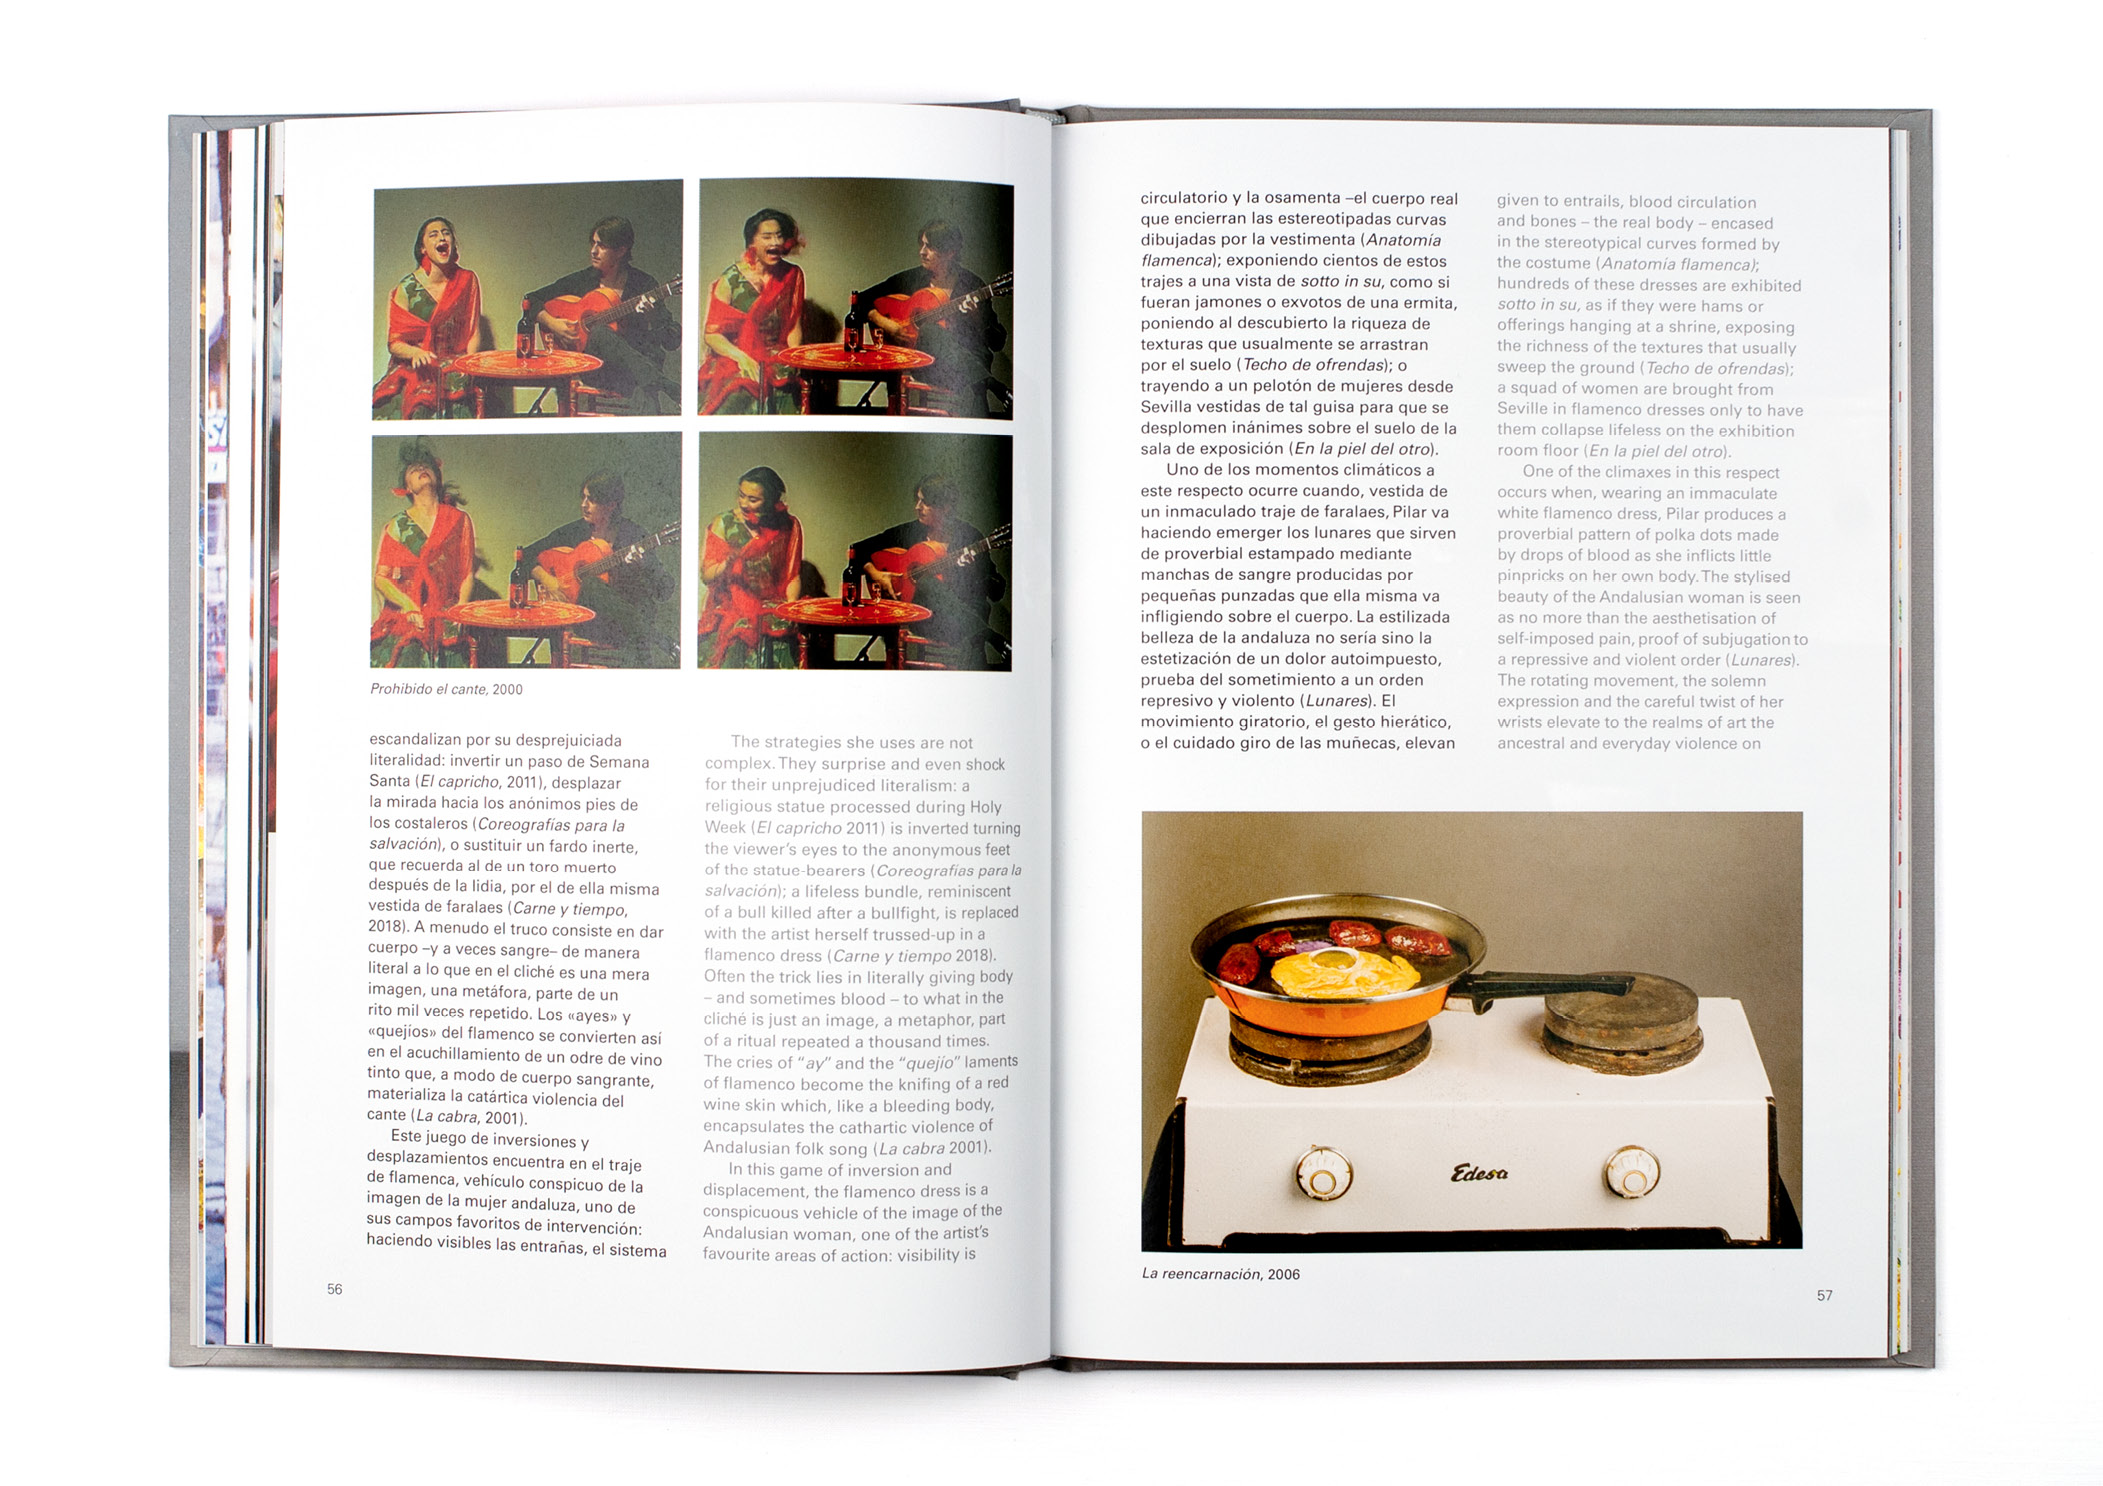 Prohibido el cante, 2000
escandalizan por su desprejuiciada
literalidad: invertir un paso de Semana
Santa (El capricho, 2011), desplazar
la mirada hacia los anónimos pies de
los costaleros (Coreografías para la
salvación), o sustituir un fardo inerte,
que recuerda al de un toro muerto
después de la lidia, por el de ella misma
vestida de faralaes (Carne y tiempo,
2018). A menudo el truco consiste en dar
cuerpo –y a veces sangre– de manera
literal a lo que en el cliché es una mera
imagen, una metáfora, parte de un
rito mil veces repetido. Los «ayes» y
«quejíos» del flamenco se convierten así
en el acuchillamiento de un odre de vino
tinto que, a modo de cuerpo sangrante,
materializa la catártica violencia del
cante (La cabra, 2001).
Este juego de inversiones y
desplazamientos encuentra en el traje
de flamenca, vehículo conspicuo de la
imagen de la mujer andaluza, uno de
sus campos favoritos de intervención:
haciendo visibles las entrañas, el sistema
The strategies she uses are not
complex. They surprise and even shock
for their unprejudiced literalism: a
religious statue processed during Holy
Week (El capricho 2011) is inverted turning
the viewer's eyes to the anonymous feet
of the statue-bearers (Coreografías para la
salvación); a lifeless bundle, reminiscent
of a bull killed after a bullfight, is replaced
with the artist herself trussed-up in a
flamenco dress (Carne y tiempo 2018).
Often the trick lies in literally giving body
– and sometimes blood – to what in the
cliché is just an image, a metaphor, part
of a ritual repeated a thousand times.
The cries of "ay" and the "quejío" laments
of flamenco become the knifing of a red
wine skin which, like a bleeding body,
encapsulates the cathartic violence of
Andalusian folk song (La cabra 2001).
In this game of inversion and
displacement, the flamenco dress is a
conspicuous vehicle of the image of the
Andalusian woman, one of the artist's
favourite areas of action: visibility is
56
circulatorio y la osamenta –el cuerpo real
que encierran las estereotipadas curvas
dibujadas por la vestimenta (Anatomía
flamenca); exponiendo cientos de estos
trajes a una vista de sotto in su, como si
fueran jamones o exvotos de una ermita,
poniendo al descubierto la riqueza de
texturas que usualmente se arrastran
por el suelo (Techo de ofrendas); o
trayendo a un pelotón de mujeres desde
Sevilla vestidas de tal guisa para que se
desplomen inánimes sobre el suelo de la
sala de exposición (En la piel del otro).
Uno de los momentos climáticos a
este respecto ocurre cuando, vestida de
un inmaculado traje de faralaes, Pilar va
haciendo emerger los lunares que sirven
de proverbial estampado mediante
manchas de sangre producidas por
pequeñas punzadas que ella misma va
infligiendo sobre el cuerpo. La estilizada
belleza de la andaluza no sería sino la
estetización de un dolor autoimpuesto,
prueba del sometimiento a un orden
represivo y violento (Lunares). El
movimiento giratorio, el gesto hierático,
o el cuidado giro de las muñecas, elevan
given to entrails, blood circulation
and bones – the real body – encased
in the stereotypical curves formed by
the costume (Anatomía flamenca);
hundreds of these dresses are exhibited
sotto in su, as if they were hams or
offerings hanging at a shrine, exposing
the richness of the textures that usually
sweep the ground (Techo de ofrendas);
a squad of women are brought from
Seville in flamenco dresses only to have
them collapse lifeless on the exhibition
room floor (En la piel del otro).
One of the climaxes in this respect
occurs when, wearing an immaculate
white flamenco dress, Pilar produces a
proverbial pattern of polka dots made
by drops of blood as she inflicts little
pinpricks on her own body. The stylised
beauty of the Andalusian woman is seen
as no more than the aesthetisation of
self-imposed pain, proof of subjugation to
a repressive and violent order (Lunares).
The rotating movement, the solemn
expression and the careful twist of her
wrists elevate to the realms of art the
ancestral and everyday violence on
Edesa
La reencarnación, 2006
57